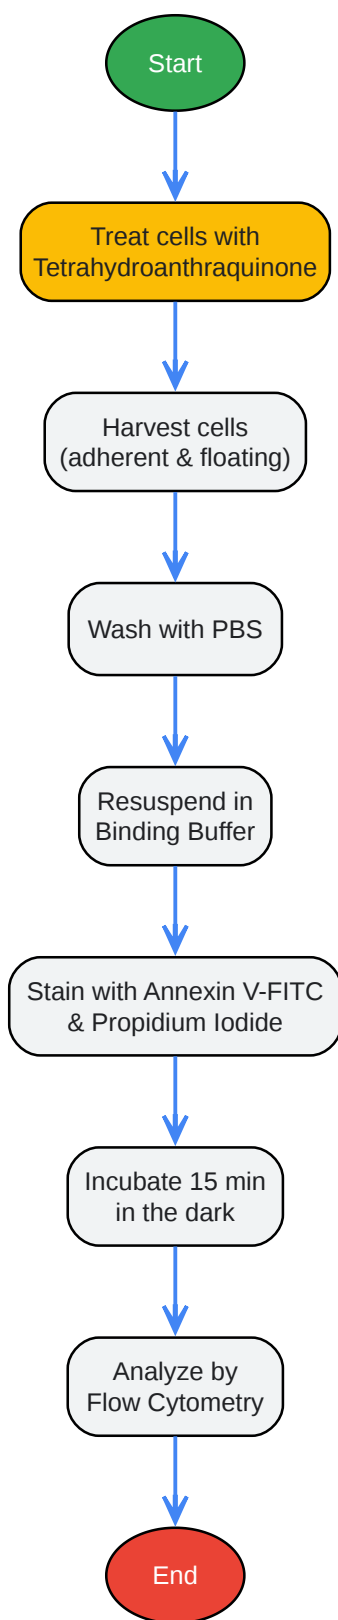 Start
Treat cells with
Tetrahydroanthraquinone
Harvest cells
(adherent & floating)
Wash with PBS
Resuspend in
Binding Buffer
Stain with Annexin V-FITC
& Propidium Iodide
Incubate 15 min
in the dark
Analyze by
Flow Cytometry
End